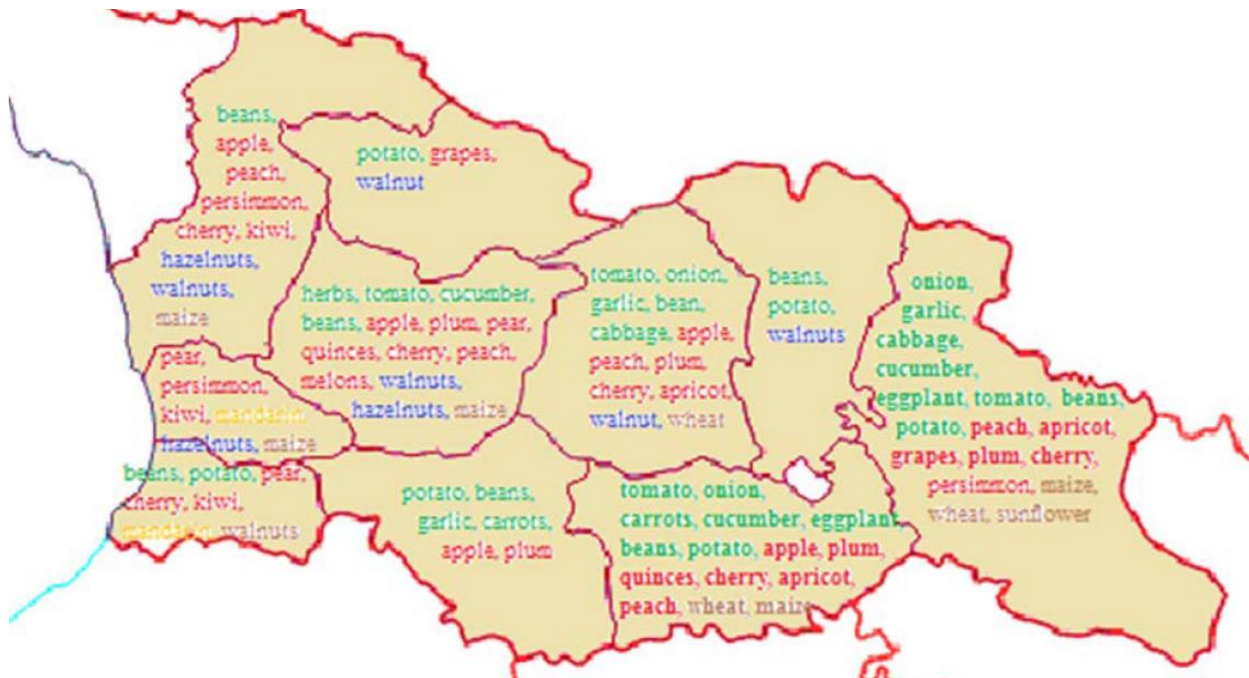 beans,
apple,
peach,
persimmon,
cherry, kiwi,
hazelnuts,
walnuts,
maize
potato, grapes,
walnut
herbs, tomato, cucumber,
beans, apple, plum, pear,
quinces, cherry, peach,
melons, walnuts,
hazelnuts, maize
tomato, onion,
garlic, bean,
cabbage, apple,
peach, plum,
cherry, apricot,
walnut, wheat
beans,
potato,
walnuts
onion,
garlic,
cabbage,
cucumber,
eggplant, tomato, beans,
potato, peach, apricot,
grapes, plum, cherry,
persimmon, maize,
wheat, sunflower
pear,
persimmon,
kiwi, mandarin,
hazelnuts, maize
beans, potato, pear,
cherry, kiwi,
mandarin, walnuts
potato, beans,
garlic, carrots,
apple, plum
tomato, onion,
carrots, cucumber, eggplant,
beans, potato, apple, plum,
quinces, cherry, apricot,
peach, wheat, maize